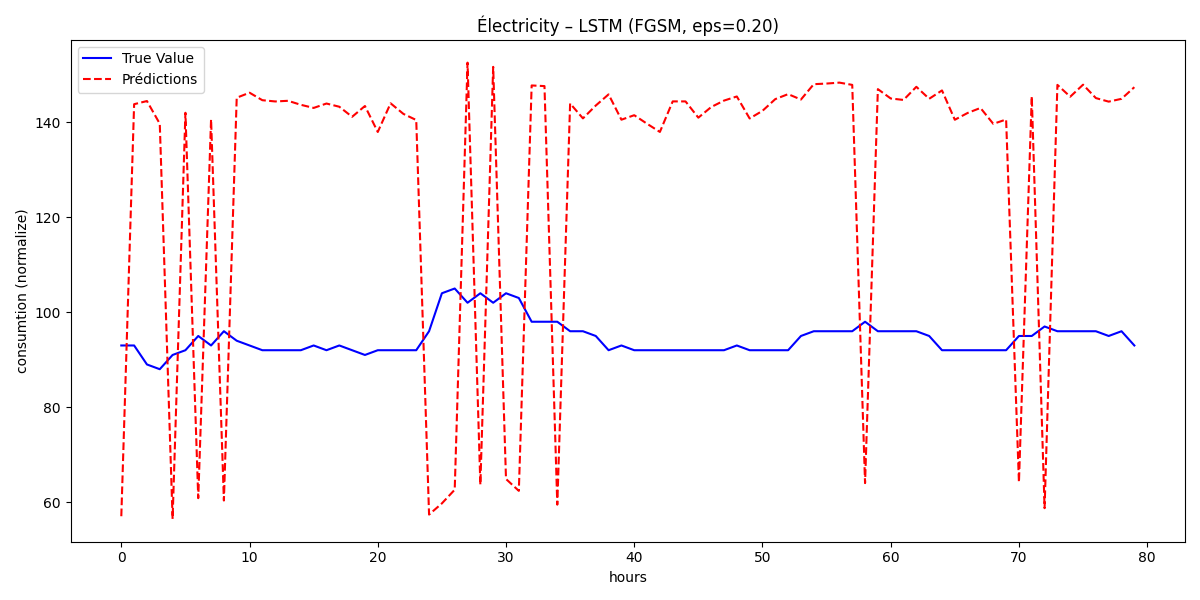 Électricity – LSTM (FGSM, eps=0.20)
True Value
Prédictions
consumtion (normalize)
140
120
100
80
60
0 10 20 30 40 50 60 70 80
hours